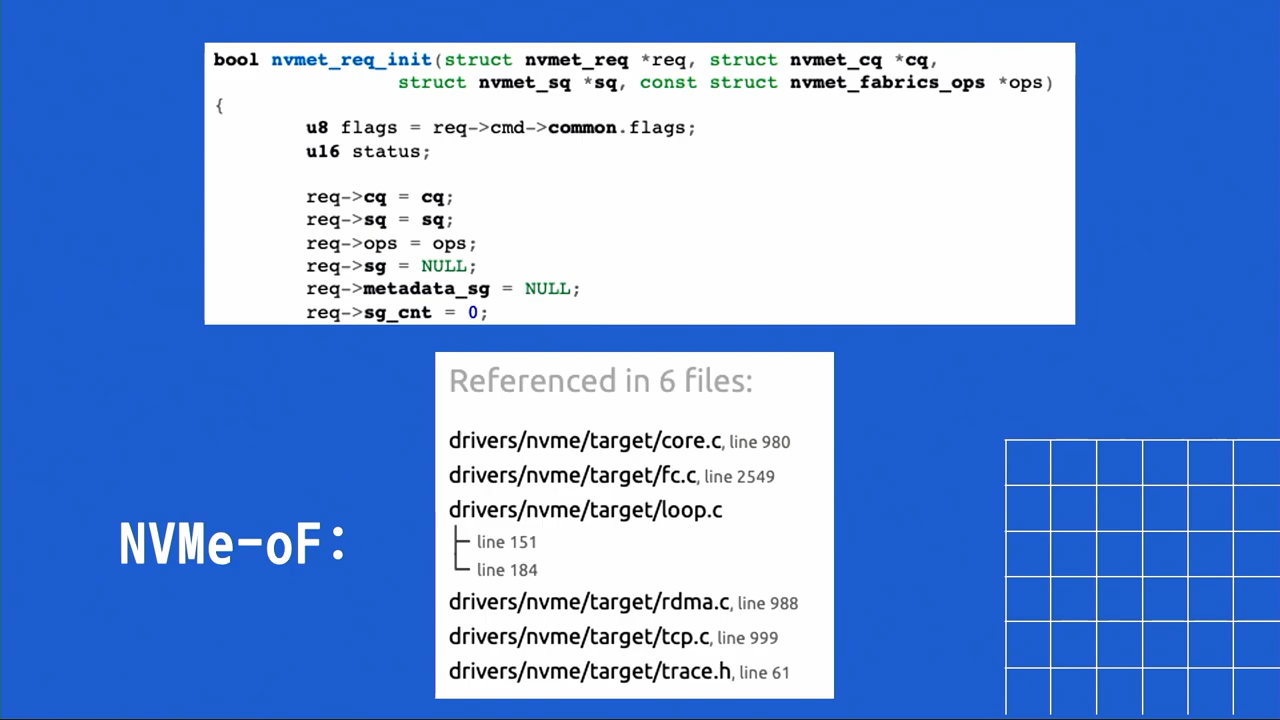 bool nvmet_req_init(struct nvmet_req *req, struct nvmet_cq *cq,
struct nvmet_sq *sq, const struct nvmet_fabrics_ops *ops)
{
u8 flags = req->cmd->common.flags;
u16 status;
req->cq = cq;
req->sq = sq;
req->ops = ops;
req->sg = NULL;
req->metadata_sg = NULL;
req->sg_cnt = 0;
Referenced in 6 files:
drivers/nvme/target/core.c, line 980
drivers/nvme/target/fc.c, line 2549
drivers/nvme/target/loop.c
line 151
line 184
drivers/nvme/target/rdma.c, line 988
drivers/nvme/target/tcp.c, line 999
drivers/nvme/target/trace.h, line 61
NVMe-oF: